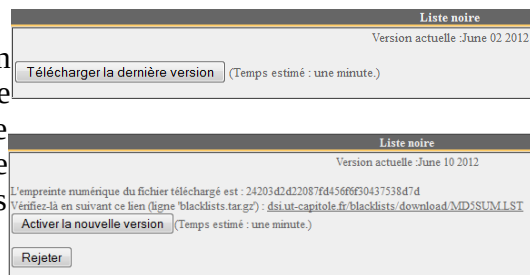 Liste noire
Version actuelle :June 02 2012
Télécharger la dernière version (Temps estimé : une minute.)
Liste noire
Version actuelle :June 10 2012
L'empreinte numérique du fichier téléchargé est : 24203d2d22087fd456f6f30437538d7d
Vérifiez-là en suivant ce lien (ligne 'blacklists.tar.gz') : dsi.ut-capitole.fr/blacklists/download/MD5SUM.LST
Activer la nouvelle version (Temps estimé : une minute.)
Rejeter